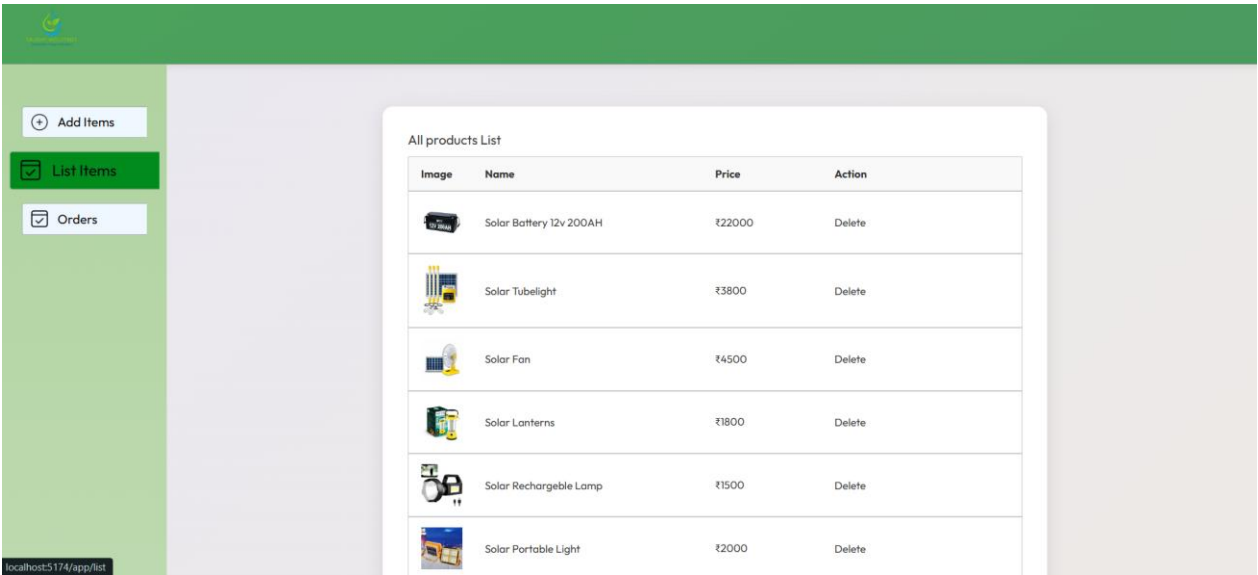 Add Items
List Items
Orders
All products List
Image Name Price Action
12V 200AH
Solar Battery 12v 200AH ₹22000 Delete
Solar Tubelight ₹3800 Delete
Solar Fan ₹4500 Delete
Solar Lanterns ₹1800 Delete
Solar Rechargeble Lamp ₹1500 Delete
Solar Portable Light ₹2000 Delete
localhost:5174/app/list